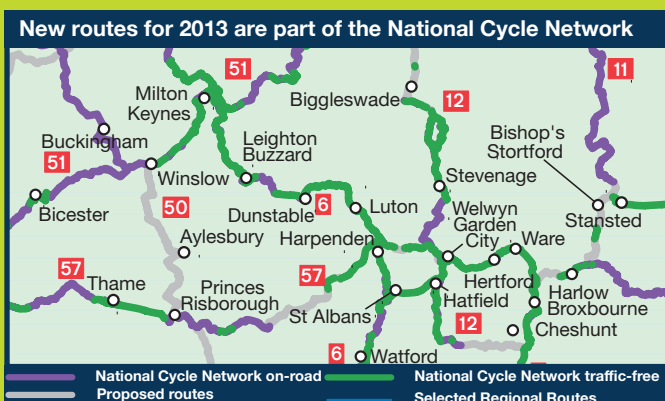 New routes for 2013 are part of the National Cycle Network
51
11
Milton
Keynes
Biggleswade
12
Buckingham
Leighton
Buzzard
Bishop's
Stortford
51
Winslow
Stevenage
Bicester
50
Dunstable
6
Luton
Welwyn
Garden
City
Stansted
Aylesbury
Harpenden
Ware
57
Thame
Princes
Risborough
57
St Albans
Hertford
Hatfield
Harlow
Broxbourne
12
Cheshunt
6
Watford
National Cycle Network on-road
National Cycle Network traffic-free
Proposed routes
Selected Regional Routes